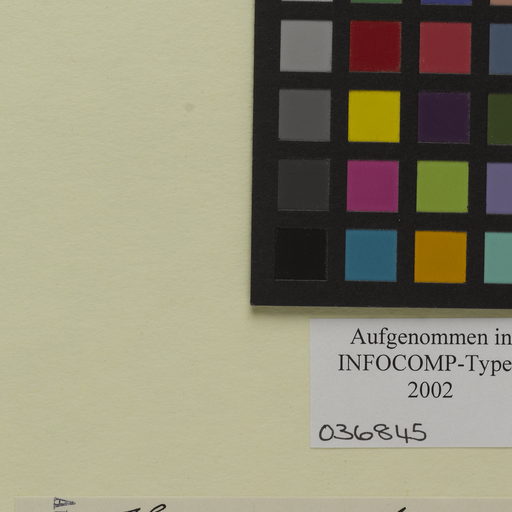 Aufgenommen in
INFOCOMP-Type
2002
036845